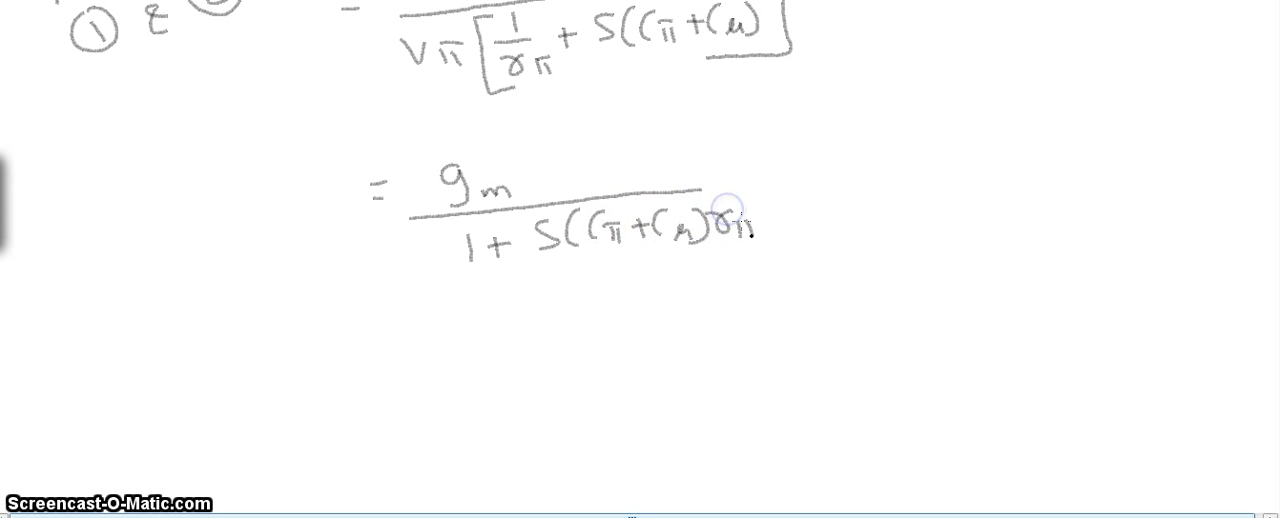 ① &
=
Vπ [ 1/rπ + S(Cπ+Cμ) ]
= gm
1 + S(Cπ+Cμ)rπ
Screencast-O-Matic.com